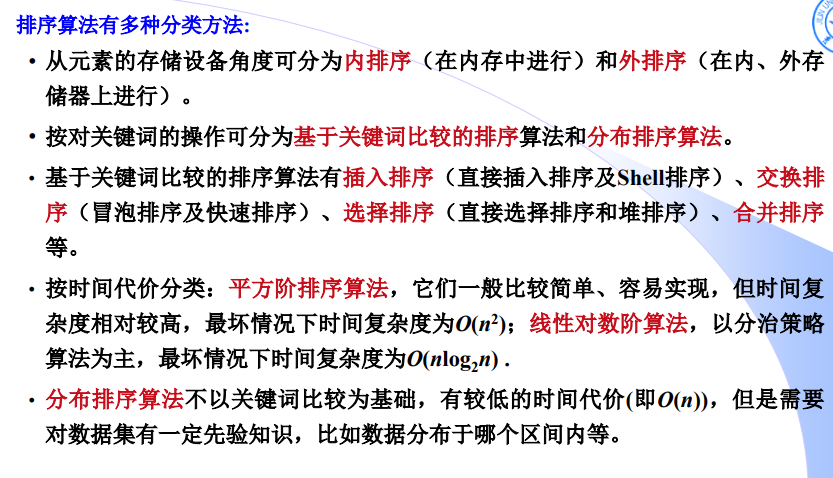 排序算法有多种分类方法:
• 从元素的存储设备角度可分为内排序（在内存中进行）和外排序（在内、外存
储器上进行）。
• 按对关键词的操作可分为基于关键词比较的排序算法和分布排序算法。
• 基于关键词比较的排序算法有插入排序（直接插入排序及Shell排序）、交换排
序（冒泡排序及快速排序）、选择排序（直接选择排序和堆排序）、合并排序
等。
• 按时间代价分类：平方阶排序算法，它们一般比较简单、容易实现，但时间复
杂度相对较高，最坏情况下时间复杂度为O(n²)；线性对数阶算法，以分治策略
算法为主，最坏情况下时间复杂度为O(nlog₂n) .
• 分布排序算法不以关键词比较为基础，有较低的时间代价(即O(n))，但是需要
对数据集有一定先验知识，比如数据分布于哪个区间内等。